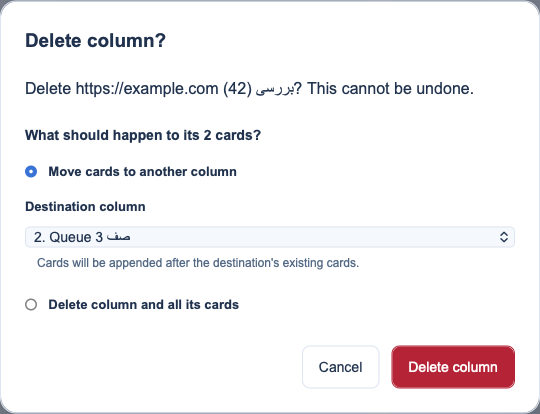 Delete column?
Delete https://example.com (42) بررسی? This cannot be undone.
What should happen to its 2 cards?
Move cards to another column
Destination column
2. Queue 3 صف
Cards will be appended after the destination's existing cards.
Delete column and all its cards
Cancel
Delete column